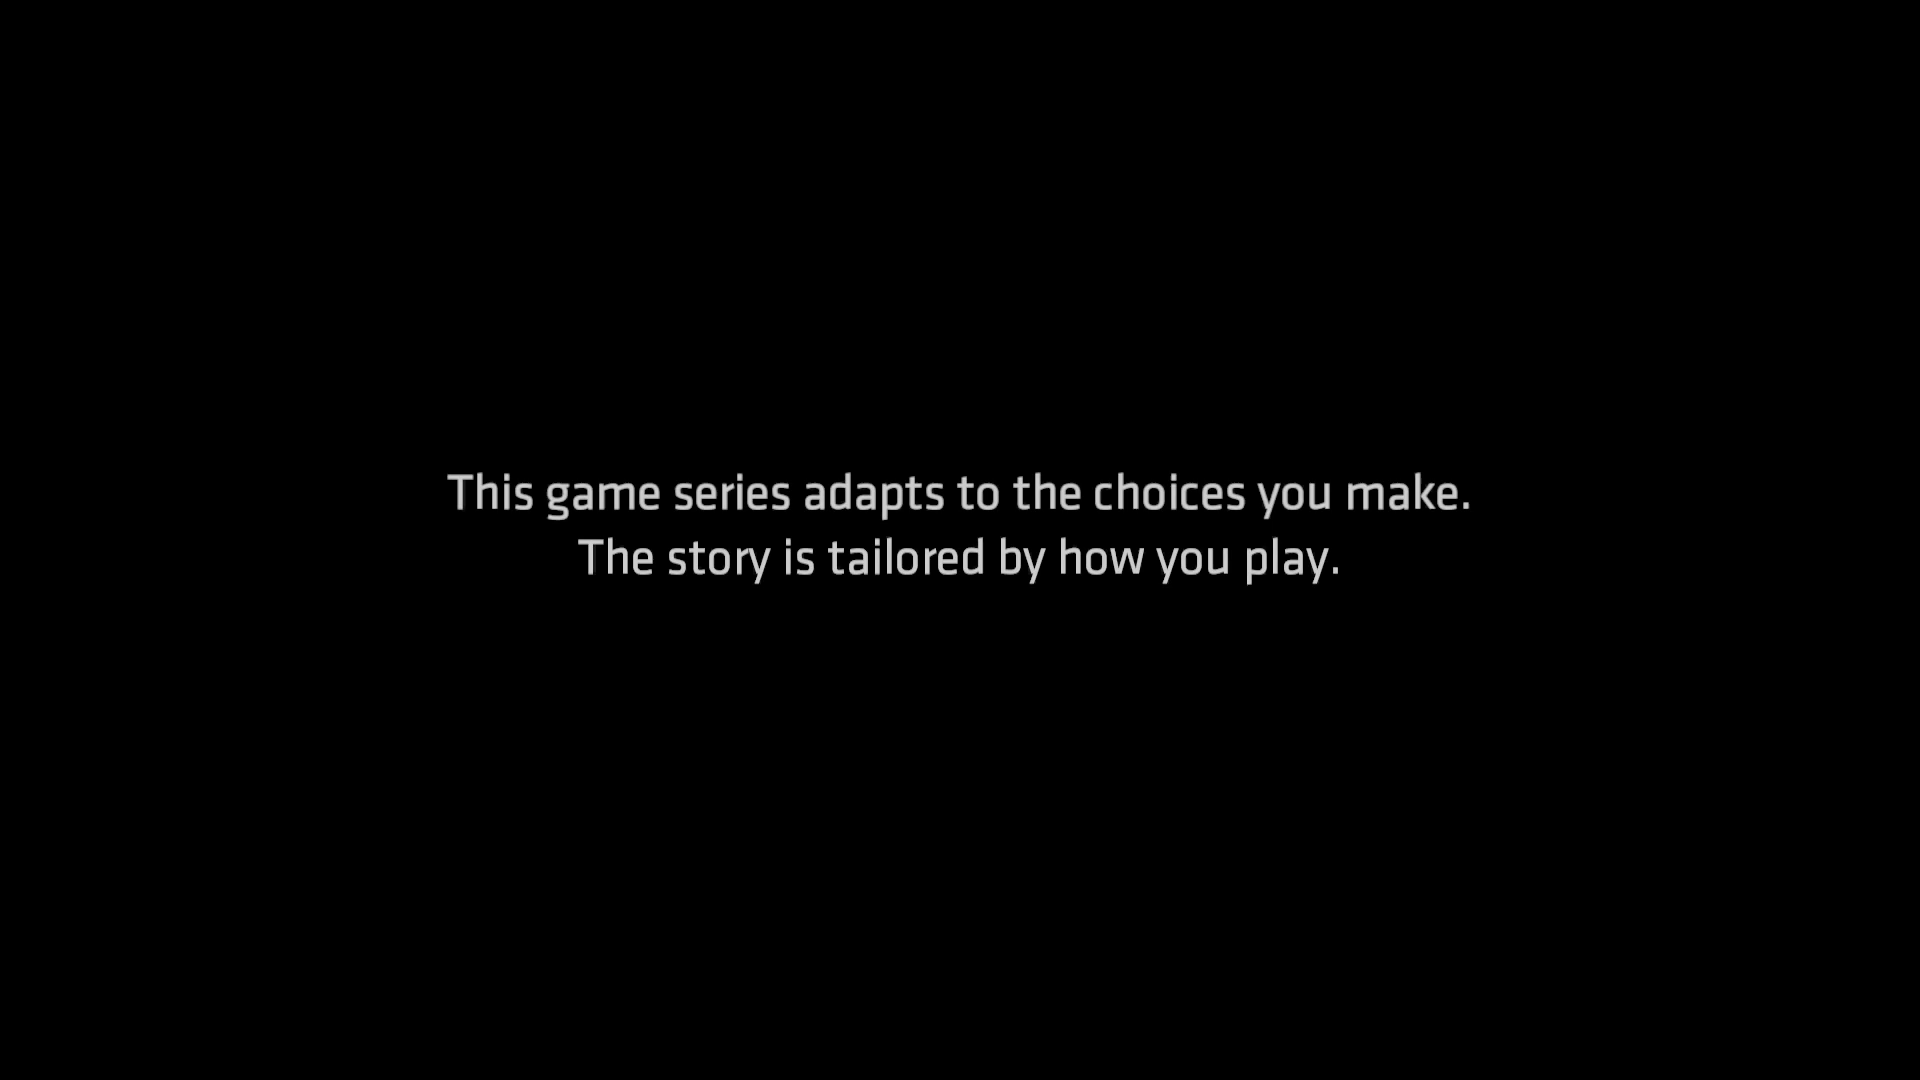 This game series adapts to the choices you make.
The story is tailored by how you play.